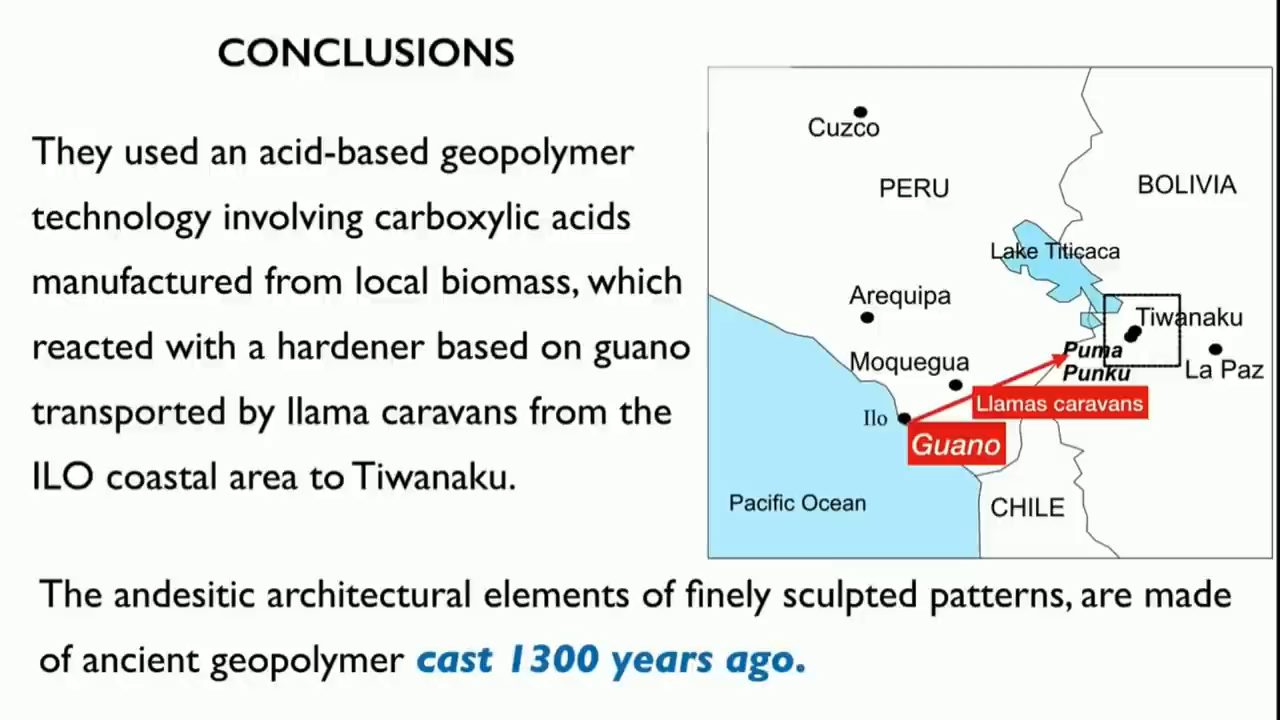 CONCLUSIONS
They used an acid-based geopolymer
technology involving carboxylic acids
manufactured from local biomass, which
reacted with a hardener based on guano
transported by llama caravans from the
ILO coastal area to Tiwanaku.
Cuzco
PERU
BOLIVIA
Lake Titicaca
Arequipa
Tiwanaku
Moquegua
Puma
Punku
La Paz
Llamas caravans
Ilo
Guano
Pacific Ocean
CHILE
The andesitic architectural elements of finely sculpted patterns, are made
of ancient geopolymer cast 1300 years ago.